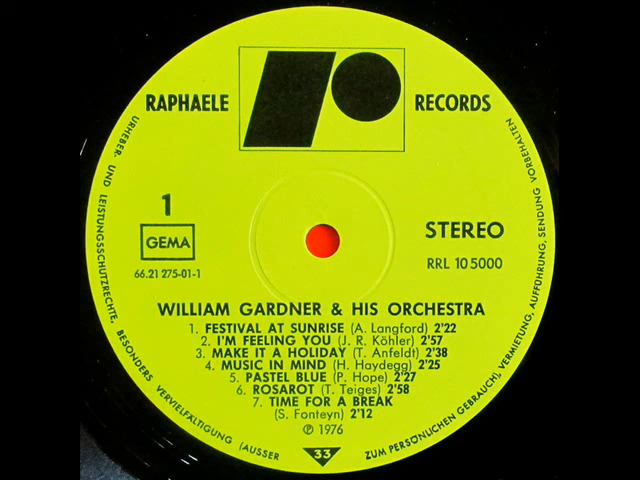 RAPHAELE RECORDS
1
GEMA
66.21 275-01-1
STEREO
RRL 10 5000
WILLIAM GARDNER & HIS ORCHESTRA
1. FESTIVAL AT SUNRISE (A. Langford) 2'22
2. I'M FEELING YOU (J. R. Köhler) 2'57
3. MAKE IT A HOLIDAY (T. Anfeldt) 2'38
4. MUSIC IN MIND (H. Haydegg) 2'25
5. PASTEL BLUE (P. Hope) 2'27
6. ROSAROT (T. Teiges) 2'58
7. TIME FOR A BREAK
(S. Fonteyn) 2'12
℗ 1976
33
URHEBER- UND LEISTUNGSSCHUTZRECHTE, BESONDERS VERVIELFÄLTIGUNG (AUSSER ZUM PERSÖNLICHEN GEBRAUCH), VERMIETUNG, AUFFÜHRUNG, SENDUNG VORBEHALTEN